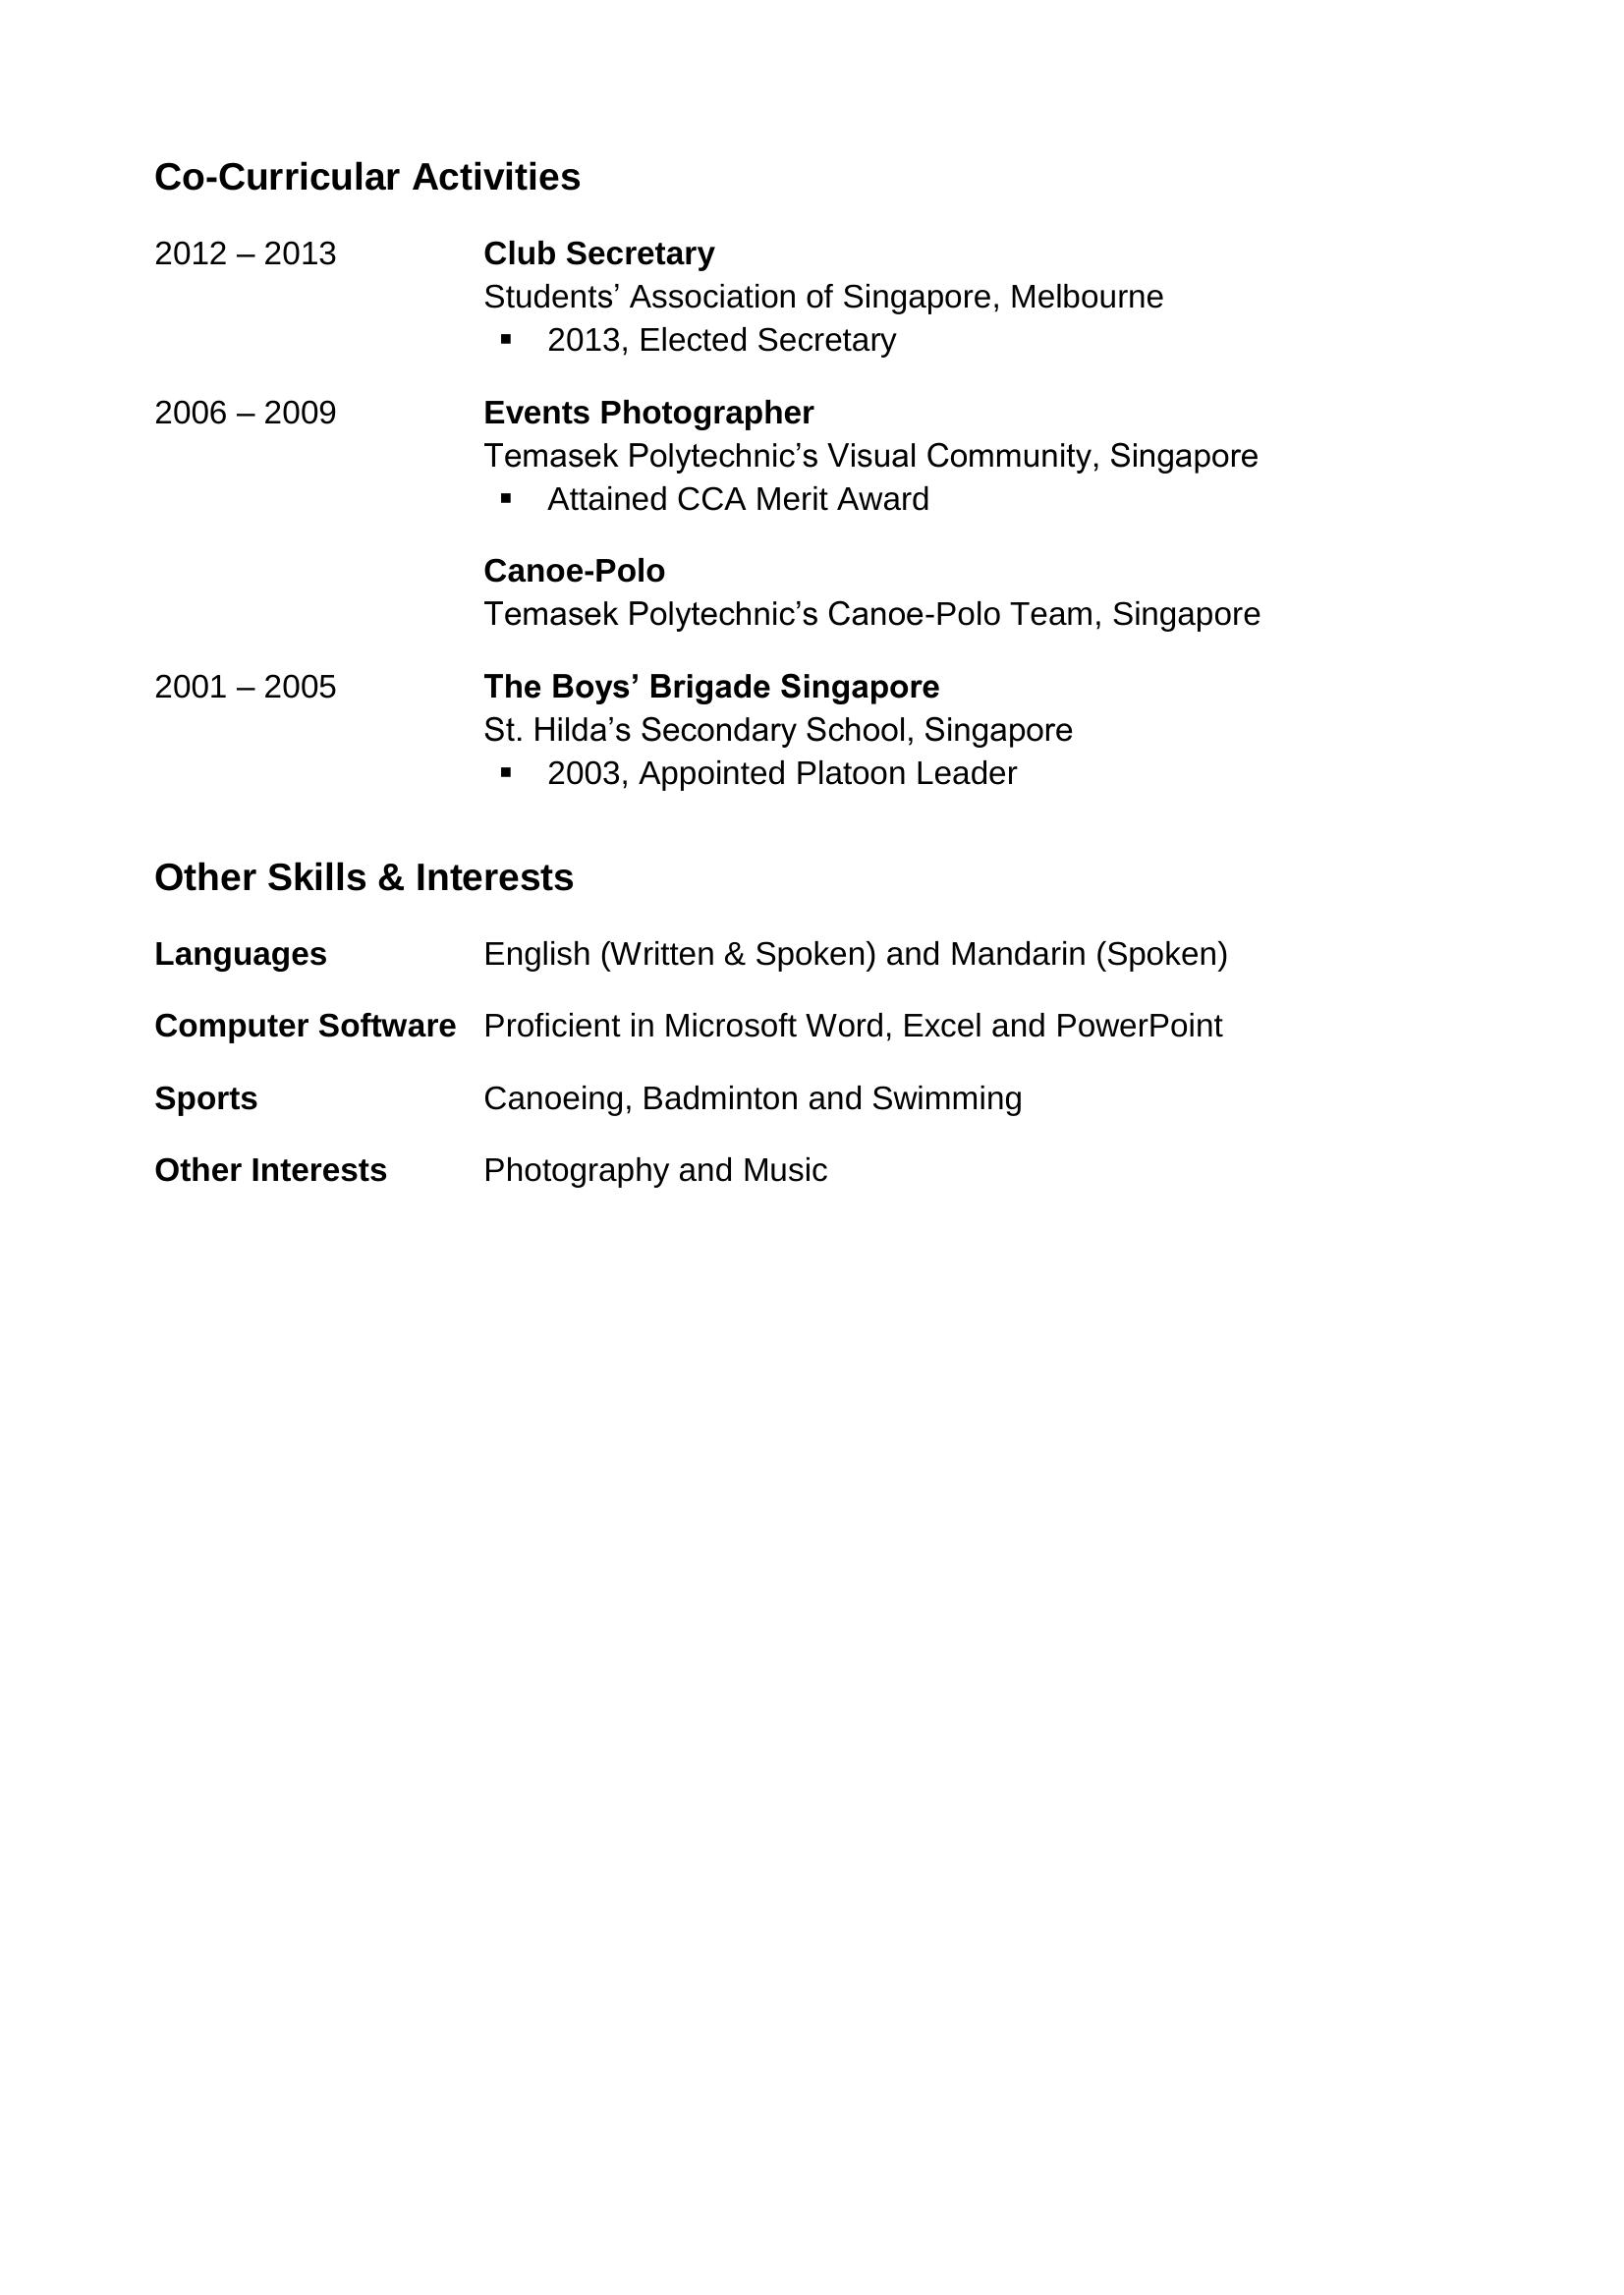 Co-Curricular Activities
2012 – 2013 Club Secretary
Students’ Association of Singapore, Melbourne
▪ 2013, Elected Secretary
2006 – 2009 Events Photographer
Temasek Polytechnic’s Visual Community, Singapore
▪ Attained CCA Merit Award
Canoe-Polo
Temasek Polytechnic’s Canoe-Polo Team, Singapore
2001 – 2005 The Boys’ Brigade Singapore
St. Hilda’s Secondary School, Singapore
▪ 2003, Appointed Platoon Leader
Other Skills & Interests
Languages English (Written & Spoken) and Mandarin (Spoken)
Computer Software Proficient in Microsoft Word, Excel and PowerPoint
Sports Canoeing, Badminton and Swimming
Other Interests Photography and Music